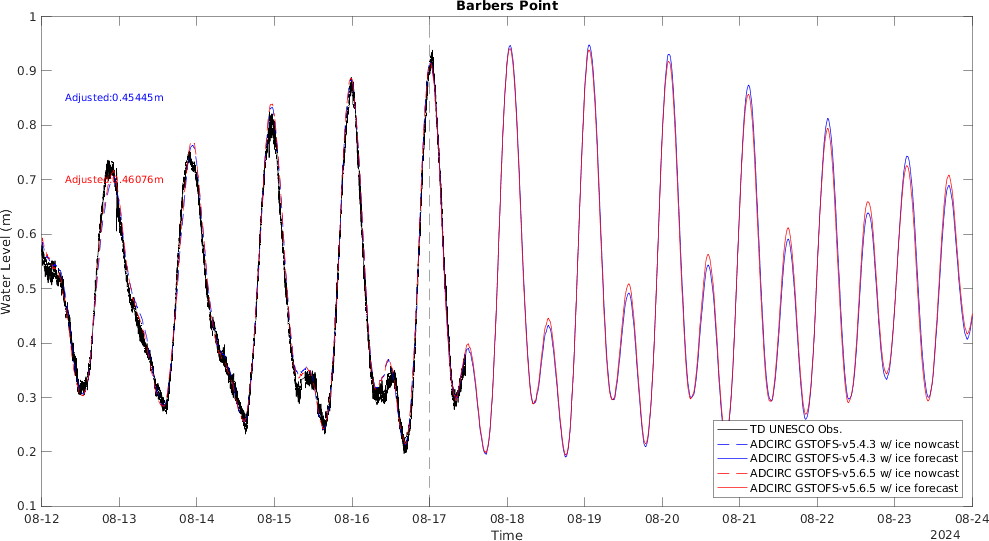 Barbers Point
1
0.9
0.8
0.7
0.6
0.5
0.4
0.3
0.2
0.1
Water Level (m)
Adjusted:0.45445m
Adjusted:0.46076m
TD UNESCO Obs.
ADCIRC GSTOFS-v5.4.3 w/ ice nowcast
ADCIRC GSTOFS-v5.4.3 w/ ice forecast
ADCIRC GSTOFS-v5.6.5 w/ ice nowcast
ADCIRC GSTOFS-v5.6.5 w/ ice forecast
08-12 08-13 08-14 08-15 08-16 08-17 08-18 08-19 08-20 08-21 08-22 08-23 08-24
Time
2024